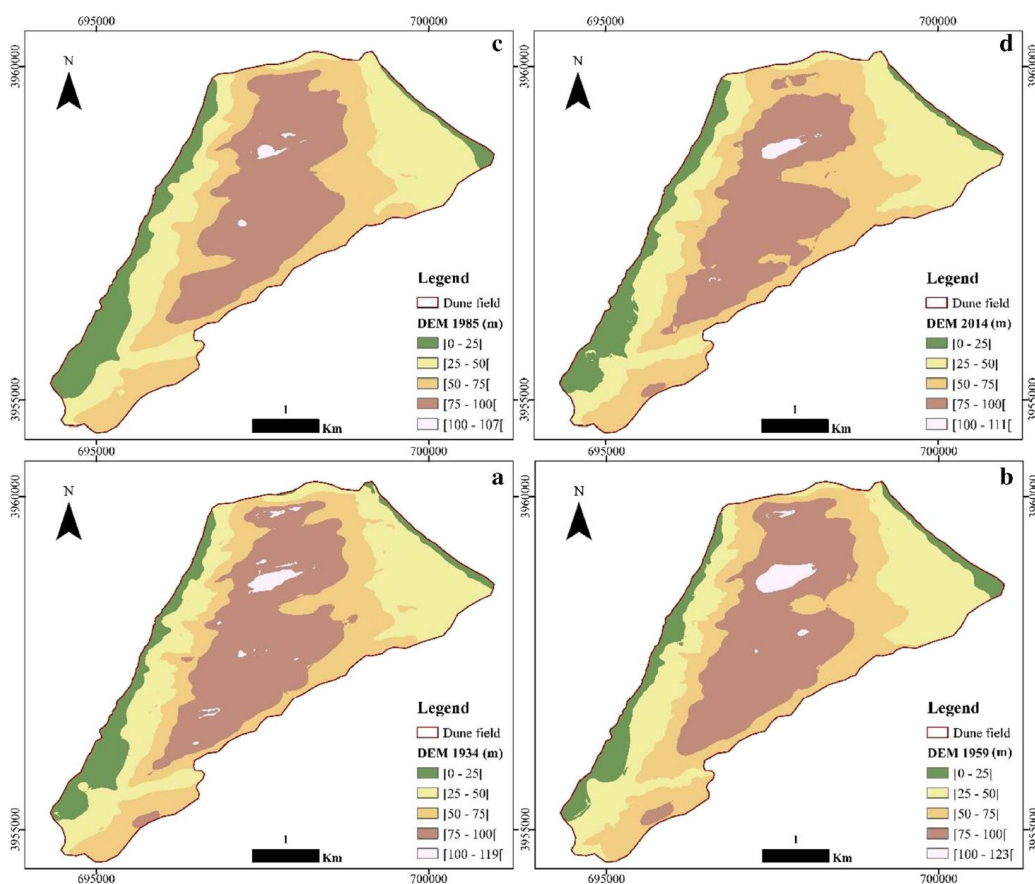 695000 700000
c
N
3960000
3955000
Legend
Dune field
DEM 1985 (m)
[0 - 25[
[25 - 50[
[50 - 75[
[75 - 100[
[100 - 107[
1
Km
695000 700000
d
N
3960000
3955000
Legend
Dune field
DEM 2014 (m)
[0 - 25[
[25 - 50[
[50 - 75[
[75 - 100[
[100 - 111[
1
Km
695000 700000
a
N
3960000
3955000
Legend
Dune field
DEM 1934 (m)
[0 - 25[
[25 - 50[
[50 - 75[
[75 - 100[
[100 - 119[
1
Km
695000 700000
b
N
3960000
3955000
Legend
Dune field
DEM 1959 (m)
[0 - 25[
[25 - 50[
[50 - 75[
[75 - 100[
[100 - 123[
1
Km
695000 700000
695000 700000